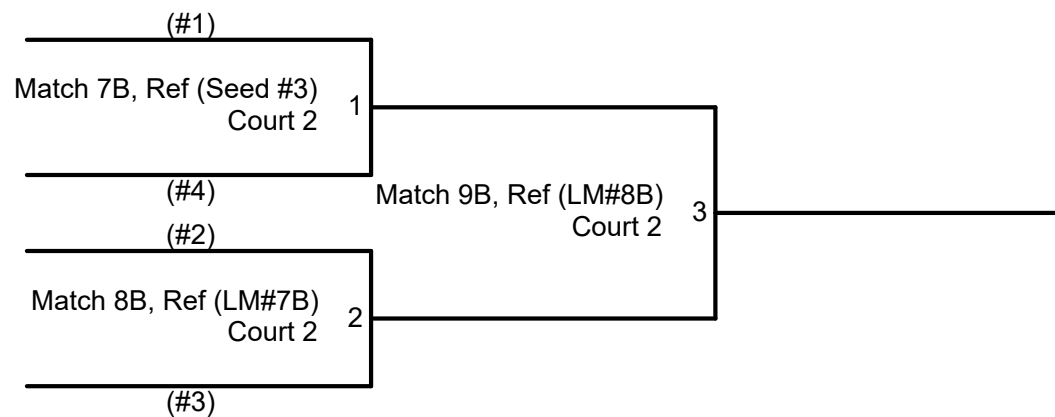 (#1)
Match 7B, Ref (Seed #3)
Court 2
1
(#4)
Match 9B, Ref (LM#8B)
Court 2
3
(#2)
Match 8B, Ref (LM#7B)
Court 2
2
(#3)